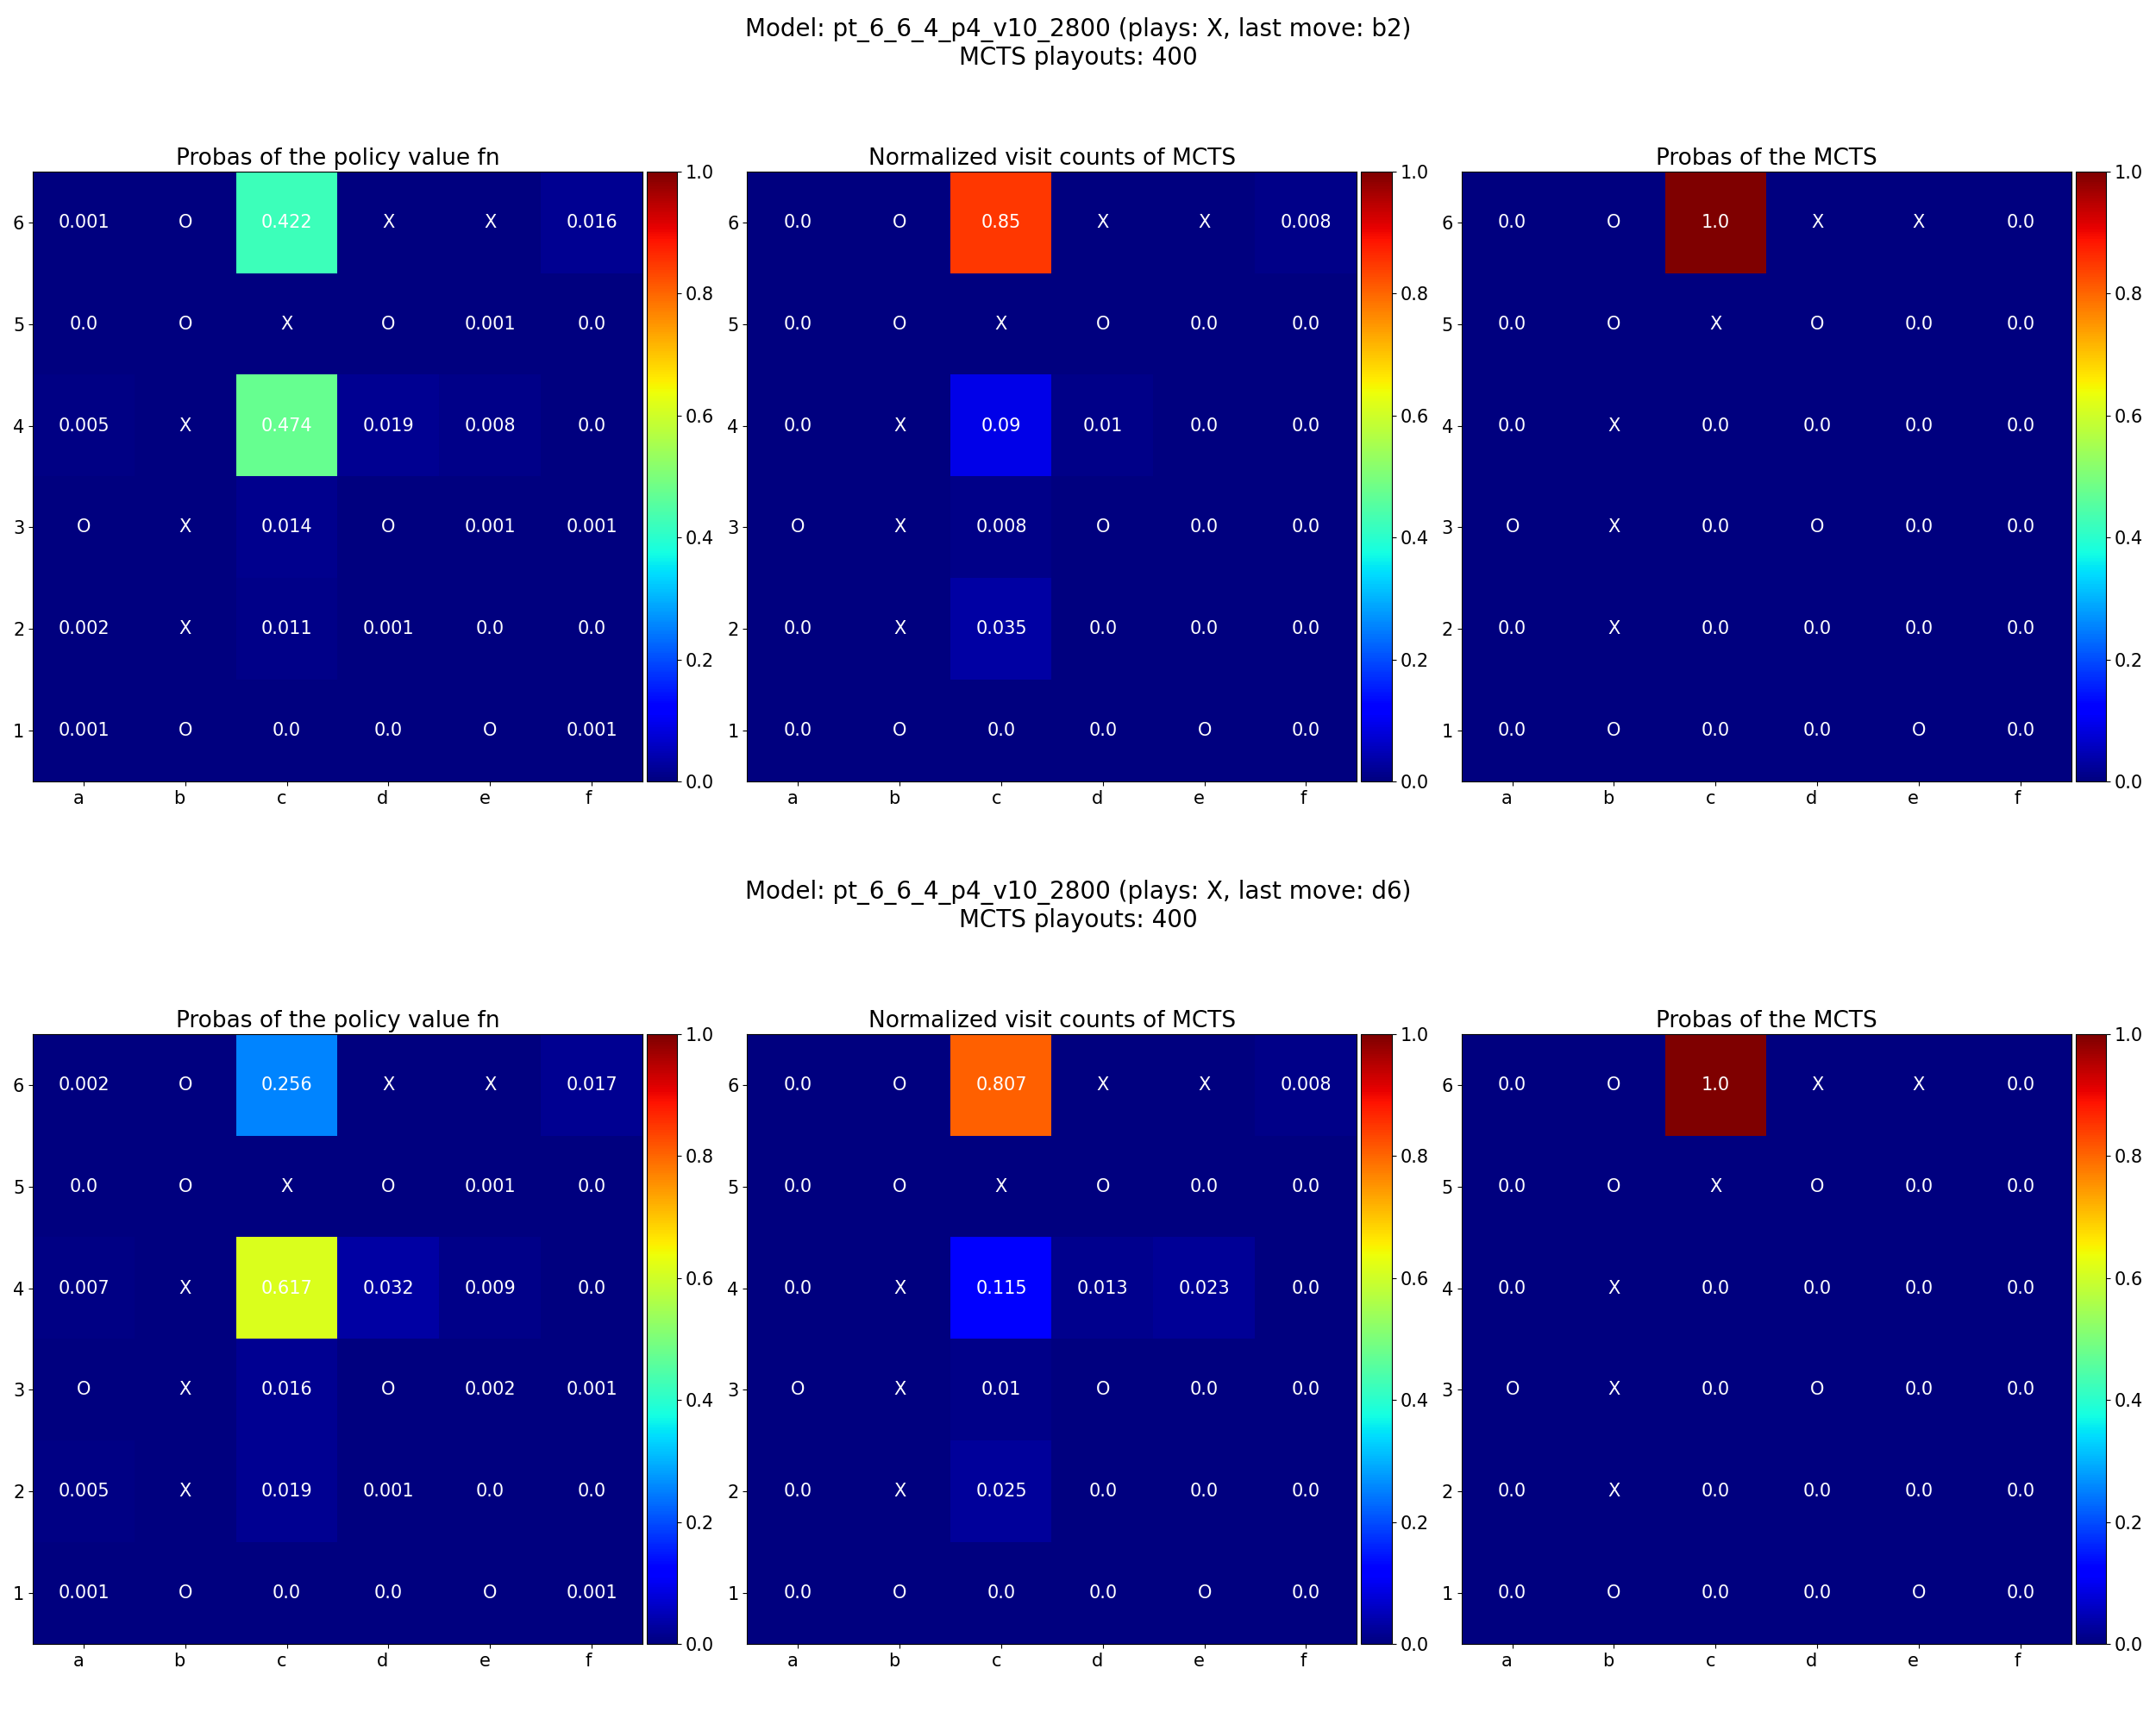 Model: pt_6_6_4_p4_v10_2800 (plays: X, last move: b2)
MCTS playouts: 400
Probas of the policy value fn
6 0.001 O 0.422 X X 0.016
5 0.0 O X O 0.001 0.0
4 0.005 X 0.474 0.019 0.008 0.0
3 O X 0.014 O 0.001 0.001
2 0.002 X 0.011 0.001 0.0 0.0
1 0.001 O 0.0 0.0 O 0.001
a b c d e f
1.0
0.8
0.6
0.4
0.2
0.0
Normalized visit counts of MCTS
6 0.0 O 0.85 X X 0.008
5 0.0 O X O 0.0 0.0
4 0.0 X 0.09 0.01 0.0 0.0
3 O X 0.008 O 0.0 0.0
2 0.0 X 0.035 0.0 0.0 0.0
1 0.0 O 0.0 0.0 O 0.0
a b c d e f
1.0
0.8
0.6
0.4
0.2
0.0
Probas of the MCTS
6 0.0 O 1.0 X X 0.0
5 0.0 O X O 0.0 0.0
4 0.0 X 0.0 0.0 0.0 0.0
3 O X 0.0 O 0.0 0.0
2 0.0 X 0.0 0.0 0.0 0.0
1 0.0 O 0.0 0.0 O 0.0
a b c d e f
1.0
0.8
0.6
0.4
0.2
0.0
Model: pt_6_6_4_p4_v10_2800 (plays: X, last move: d6)
MCTS playouts: 400
Probas of the policy value fn
6 0.002 O 0.256 X X 0.017
5 0.0 O X O 0.001 0.0
4 0.007 X 0.617 0.032 0.009 0.0
3 O X 0.016 O 0.002 0.001
2 0.005 X 0.019 0.001 0.0 0.0
1 0.001 O 0.0 0.0 O 0.001
a b c d e f
1.0
0.8
0.6
0.4
0.2
0.0
Normalized visit counts of MCTS
6 0.0 O 0.807 X X 0.008
5 0.0 O X O 0.0 0.0
4 0.0 X 0.115 0.013 0.023 0.0
3 O X 0.01 O 0.0 0.0
2 0.0 X 0.025 0.0 0.0 0.0
1 0.0 O 0.0 0.0 O 0.0
a b c d e f
1.0
0.8
0.6
0.4
0.2
0.0
Probas of the MCTS
6 0.0 O 1.0 X X 0.0
5 0.0 O X O 0.0 0.0
4 0.0 X 0.0 0.0 0.0 0.0
3 O X 0.0 O 0.0 0.0
2 0.0 X 0.0 0.0 0.0 0.0
1 0.0 O 0.0 0.0 O 0.0
a b c d e f
1.0
0.8
0.6
0.4
0.2
0.0